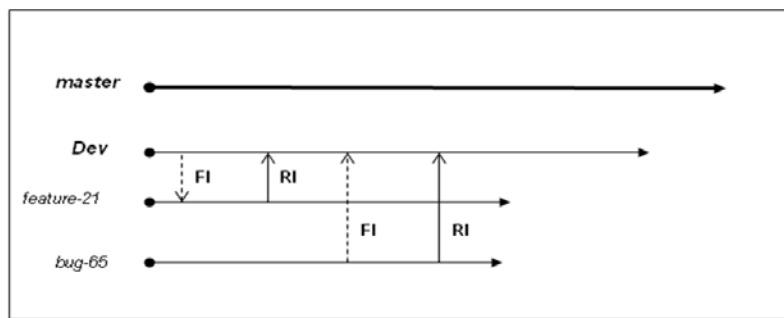 master
Dev
FI
RI
feature-21
FI
RI
bug-65